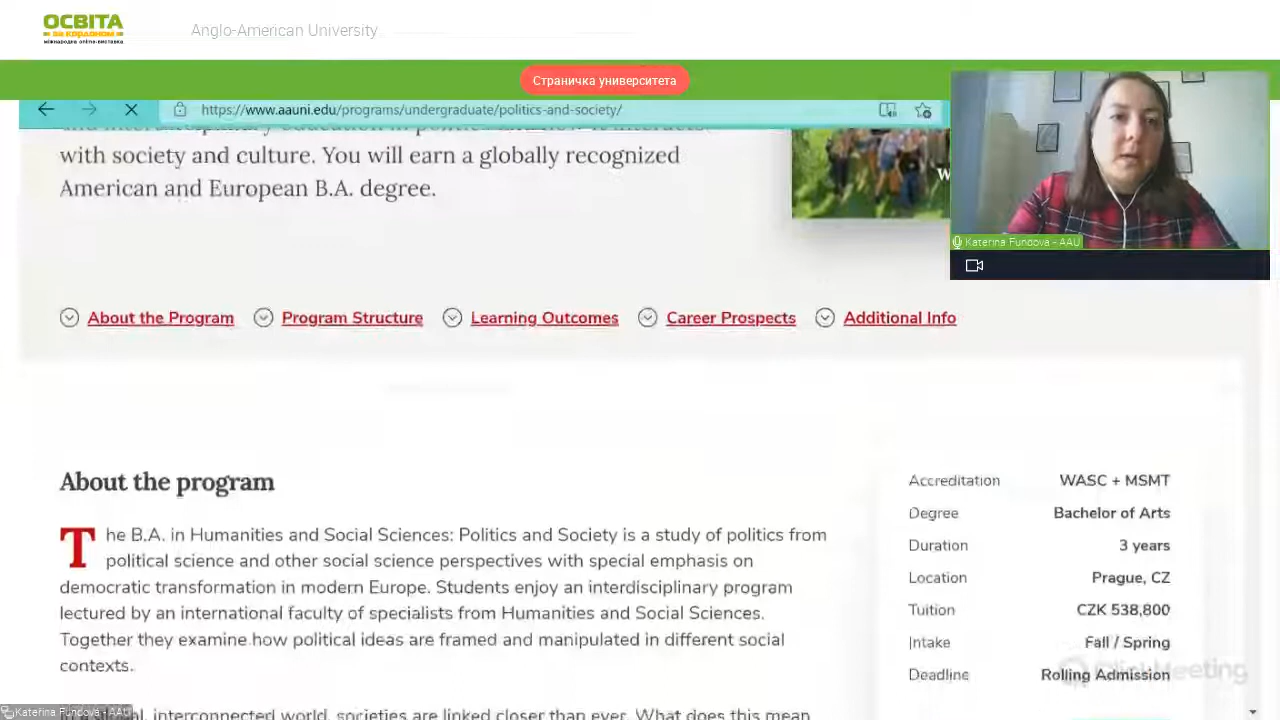 ОСВІТА
за кордоном
міжнародна online-виставка
Anglo-American University
Страничка университета
https://www.aauni.edu/programs/undergraduate/politics-and-society/
with society and culture. You will earn a globally recognized
American and European B.A. degree.
Katerina Fundova - AAU
About the Program
Program Structure
Learning Outcomes
Career Prospects
Additional Info
About the program
The B.A. in Humanities and Social Sciences: Politics and Society is a study of politics from
political science and other social science perspectives with special emphasis on
democratic transformation in modern Europe. Students enjoy an interdisciplinary program
lectured by an international faculty of specialists from Humanities and Social Sciences.
Together they examine how political ideas are framed and manipulated in different social
contexts.
Accreditation WASC + MSMT
Degree Bachelor of Arts
Duration 3 years
Location Prague, CZ
Tuition CZK 538,800
Intake Fall / Spring
Deadline Rolling Admission
ClickMeeting
Katerina Fundova - AAU
interconnected world, societies are linked closer than ever. What does this mean